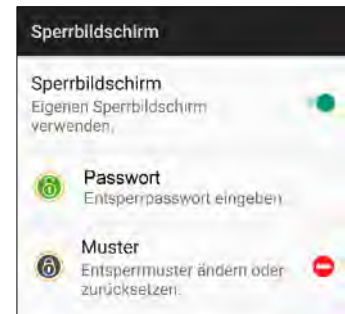 Sperrbildschirm
Sperrbildschirm
Eigenen Sperrbildschirm
verwenden.
Passwort
Entsperrpasswort eingeben.
Muster
Entsperrmuster ändern oder
zurücksetzen.